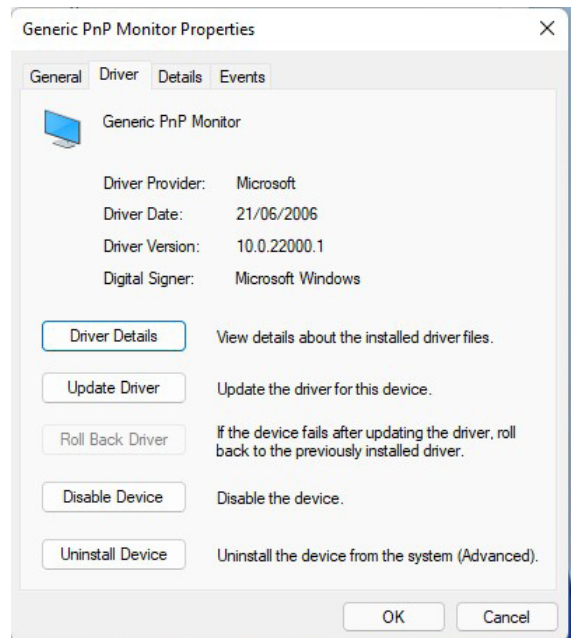 Generic PnP Monitor Properties
General Driver Details Events
Generic PnP Monitor
Driver Provider: Microsoft
Driver Date: 21/06/2006
Driver Version: 10.0.22000.1
Digital Signer: Microsoft Windows
Driver Details View details about the installed driver files.
Update Driver Update the driver for this device.
Roll Back Driver If the device fails after updating the driver, roll
back to the previously installed driver.
Disable Device Disable the device.
Uninstall Device Uninstall the device from the system (Advanced).
OK Cancel